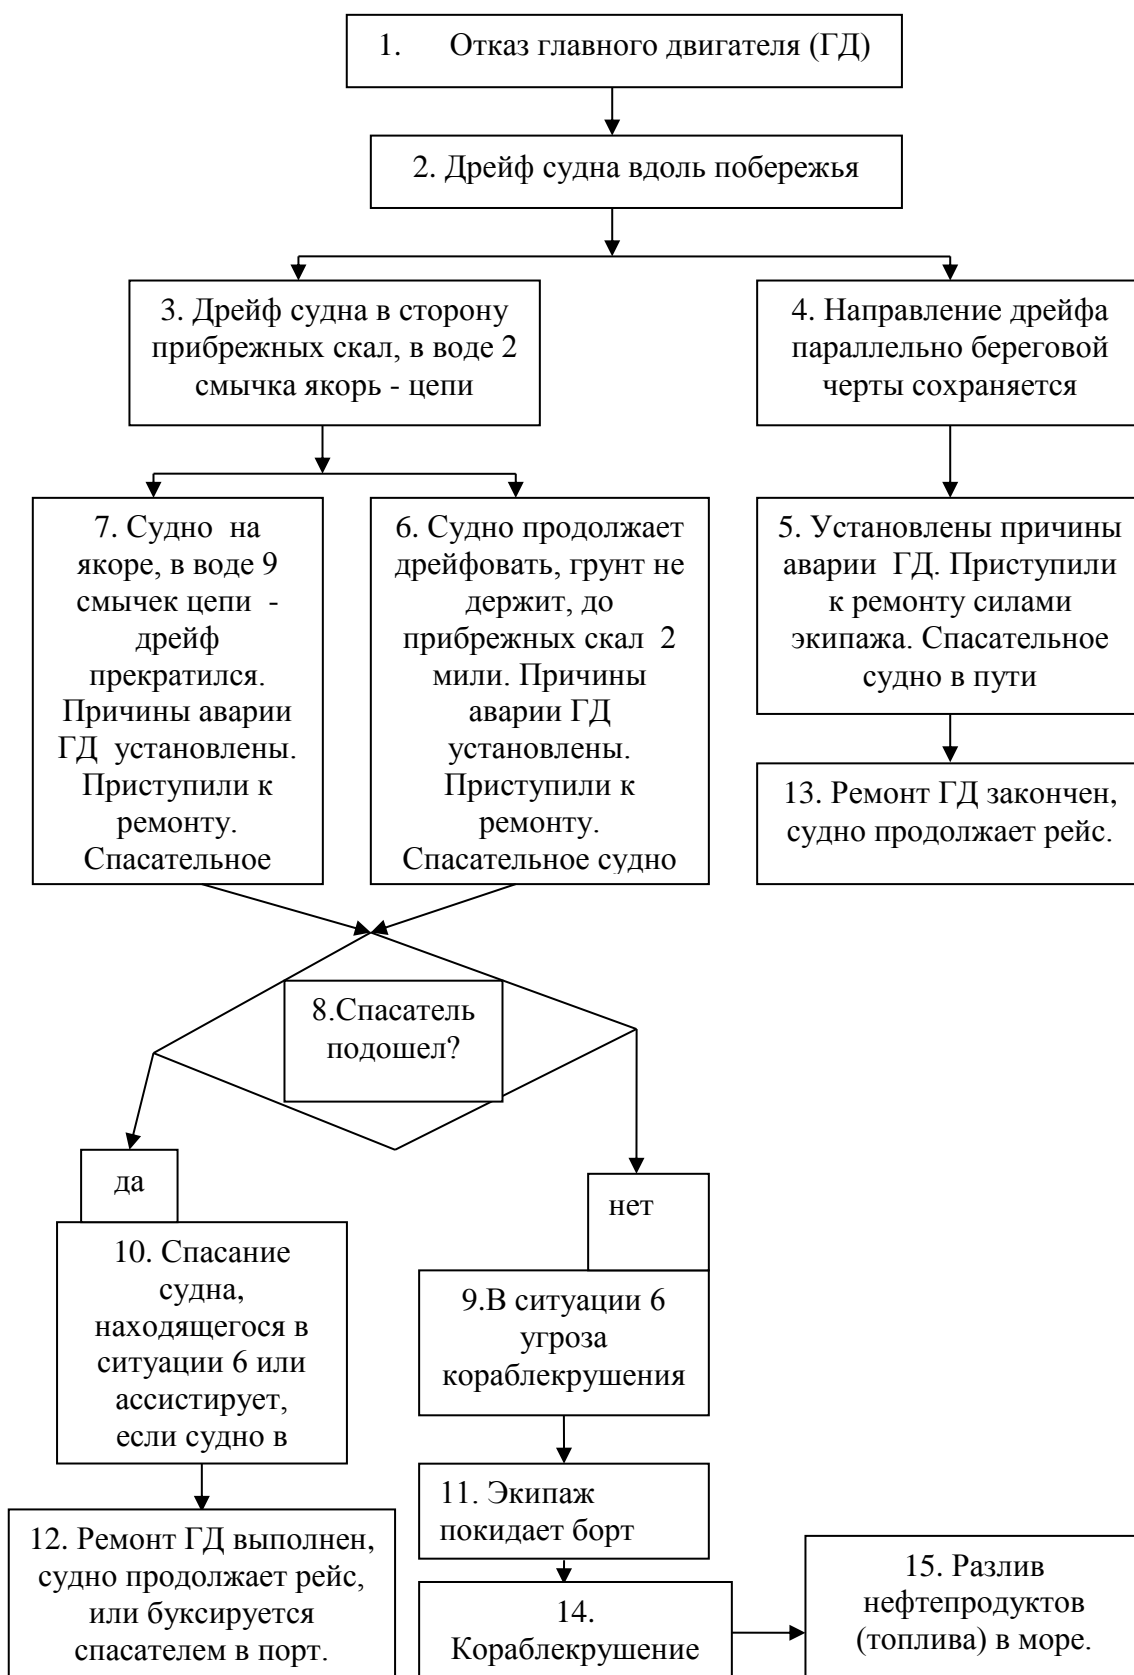 1. Отказ главного двигателя (ГД)
2. Дрейф судна вдоль побережья
3. Дрейф судна в сторону
прибрежных скал, в воде 2
смычка якорь - цепи
4. Направление дрейфа
параллельно береговой
черты сохраняется
7. Судно на
якоре, в воде 9
смычек цепи -
дрейф
прекратился.
Причины аварии
ГД установлены.
Приступили к
ремонту.
Спасательное
6. Судно продолжает
дрейфовать, грунт не
держит, до
прибрежных скал 2
мили. Причины
аварии ГД
установлены.
Приступили к
ремонту.
Спасательное судно
5. Установлены причины
аварии ГД. Приступили
к ремонту силами
экипажа. Спасательное
судно в пути
13. Ремонт ГД закончен,
судно продолжает рейс.
8.Спасатель
подошел?
да
нет
10. Спасание
судна,
находящегося в
ситуации 6 или
ассистирует,
если судно в
9.В ситуации 6
угроза
кораблекрушения
11. Экипаж
покидает борт
12. Ремонт ГД выполнен,
судно продолжает рейс,
или буксируется
спасателем в порт.
14.
Кораблекрушение
15. Разлив
нефтепродуктов
(топлива) в море.